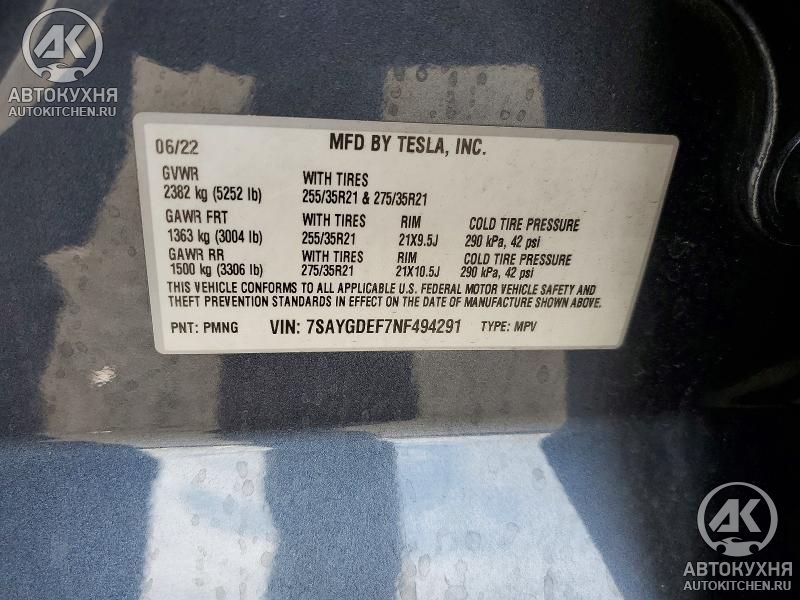 АК
АВТОКУХНЯ
AUTOKITCHEN.RU
06/22 MFD BY TESLA, INC.
GVWR WITH TIRES
2382 kg (5252 lb) 255/35R21 & 275/35R21
GAWR FRT WITH TIRES RIM COLD TIRE PRESSURE
1363 kg (3004 lb) 255/35R21 21X9.5J 290 kPa, 42 psi
GAWR RR WITH TIRES RIM COLD TIRE PRESSURE
1500 kg (3306 lb) 275/35R21 21X10.5J 290 kPa, 42 psi
THIS VEHICLE CONFORMS TO ALL APPLICABLE U.S. FEDERAL MOTOR VEHICLE SAFETY AND
THEFT PREVENTION STANDARDS IN EFFECT ON THE DATE OF MANUFACTURE SHOWN ABOVE.
PNT: PMNG VIN: 7SAYGDEF7NF494291 TYPE: MPV
АК
АВТОКУХНЯ
AUTOKITCHEN.RU